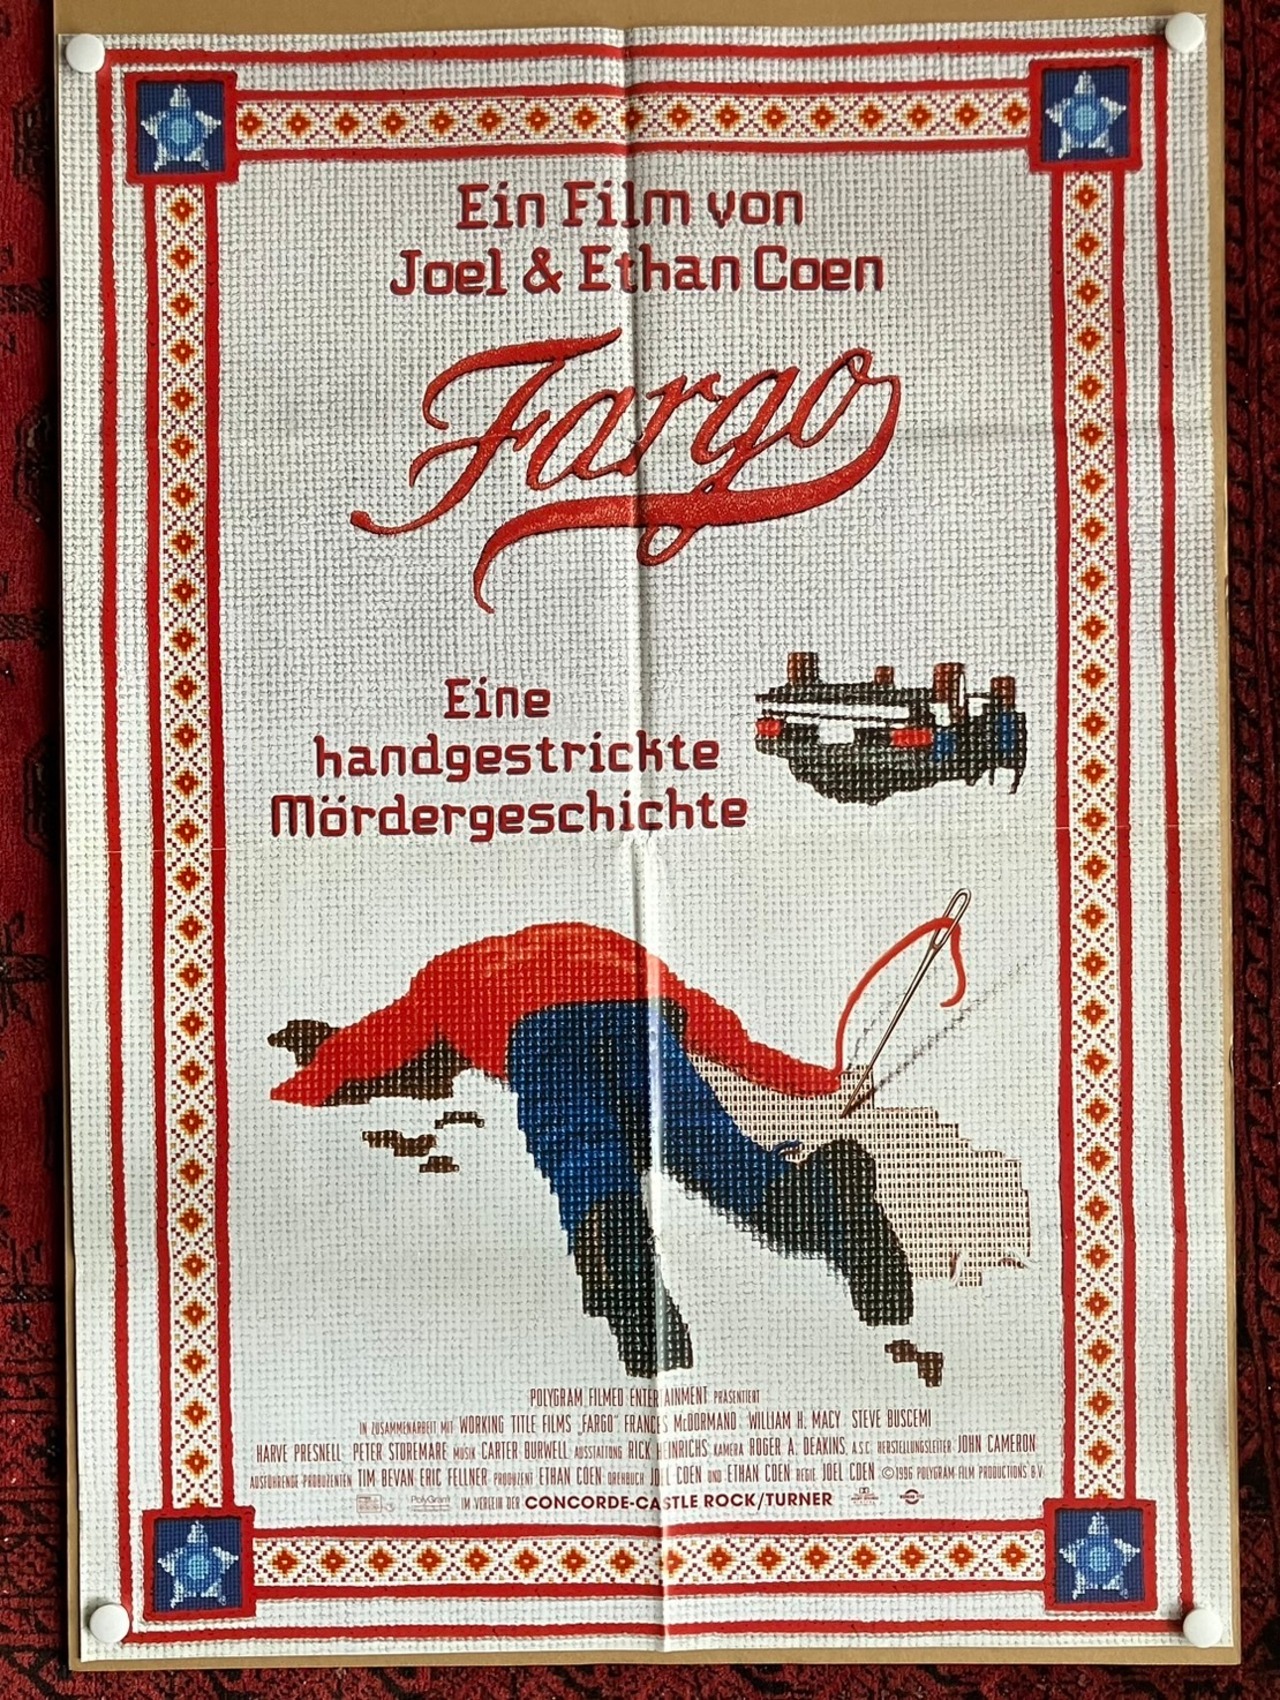 Ein Film von
Joel & Ethan Coen
Fargo
Eine
handgestrickte
Mördergeschichte
POLYGRAM FILMED ENTERTAINMENT PRÄSENTIERT
IN ZUSAMMENARBEIT MIT WORKING TITLE FILMS „FARGO" FRANCES McDORMAND WILLIAM H. MACY STEVE BUSCEMI
HARVE PRESNELL PETER STOREMARE MUSIK CARTER BURWELL AUSSTATTUNG RICK HEINRICHS KAMERA ROGER A. DEAKINS, A.S.C. HERSTELLUNGSLEITER JOHN CAMERON
AUSFÜHRENDE PRODUZENTEN TIM BEVAN ERIC FELLNER PRODUZENT ETHAN COEN DREHBUCH JOEL COEN UND ETHAN COEN REGIE JOEL COEN ©1996 POLYGRAM FILM PRODUCTIONS B.V.
PolyGram IM VERLEIH DER CONCORDE-CASTLE ROCK/TURNER